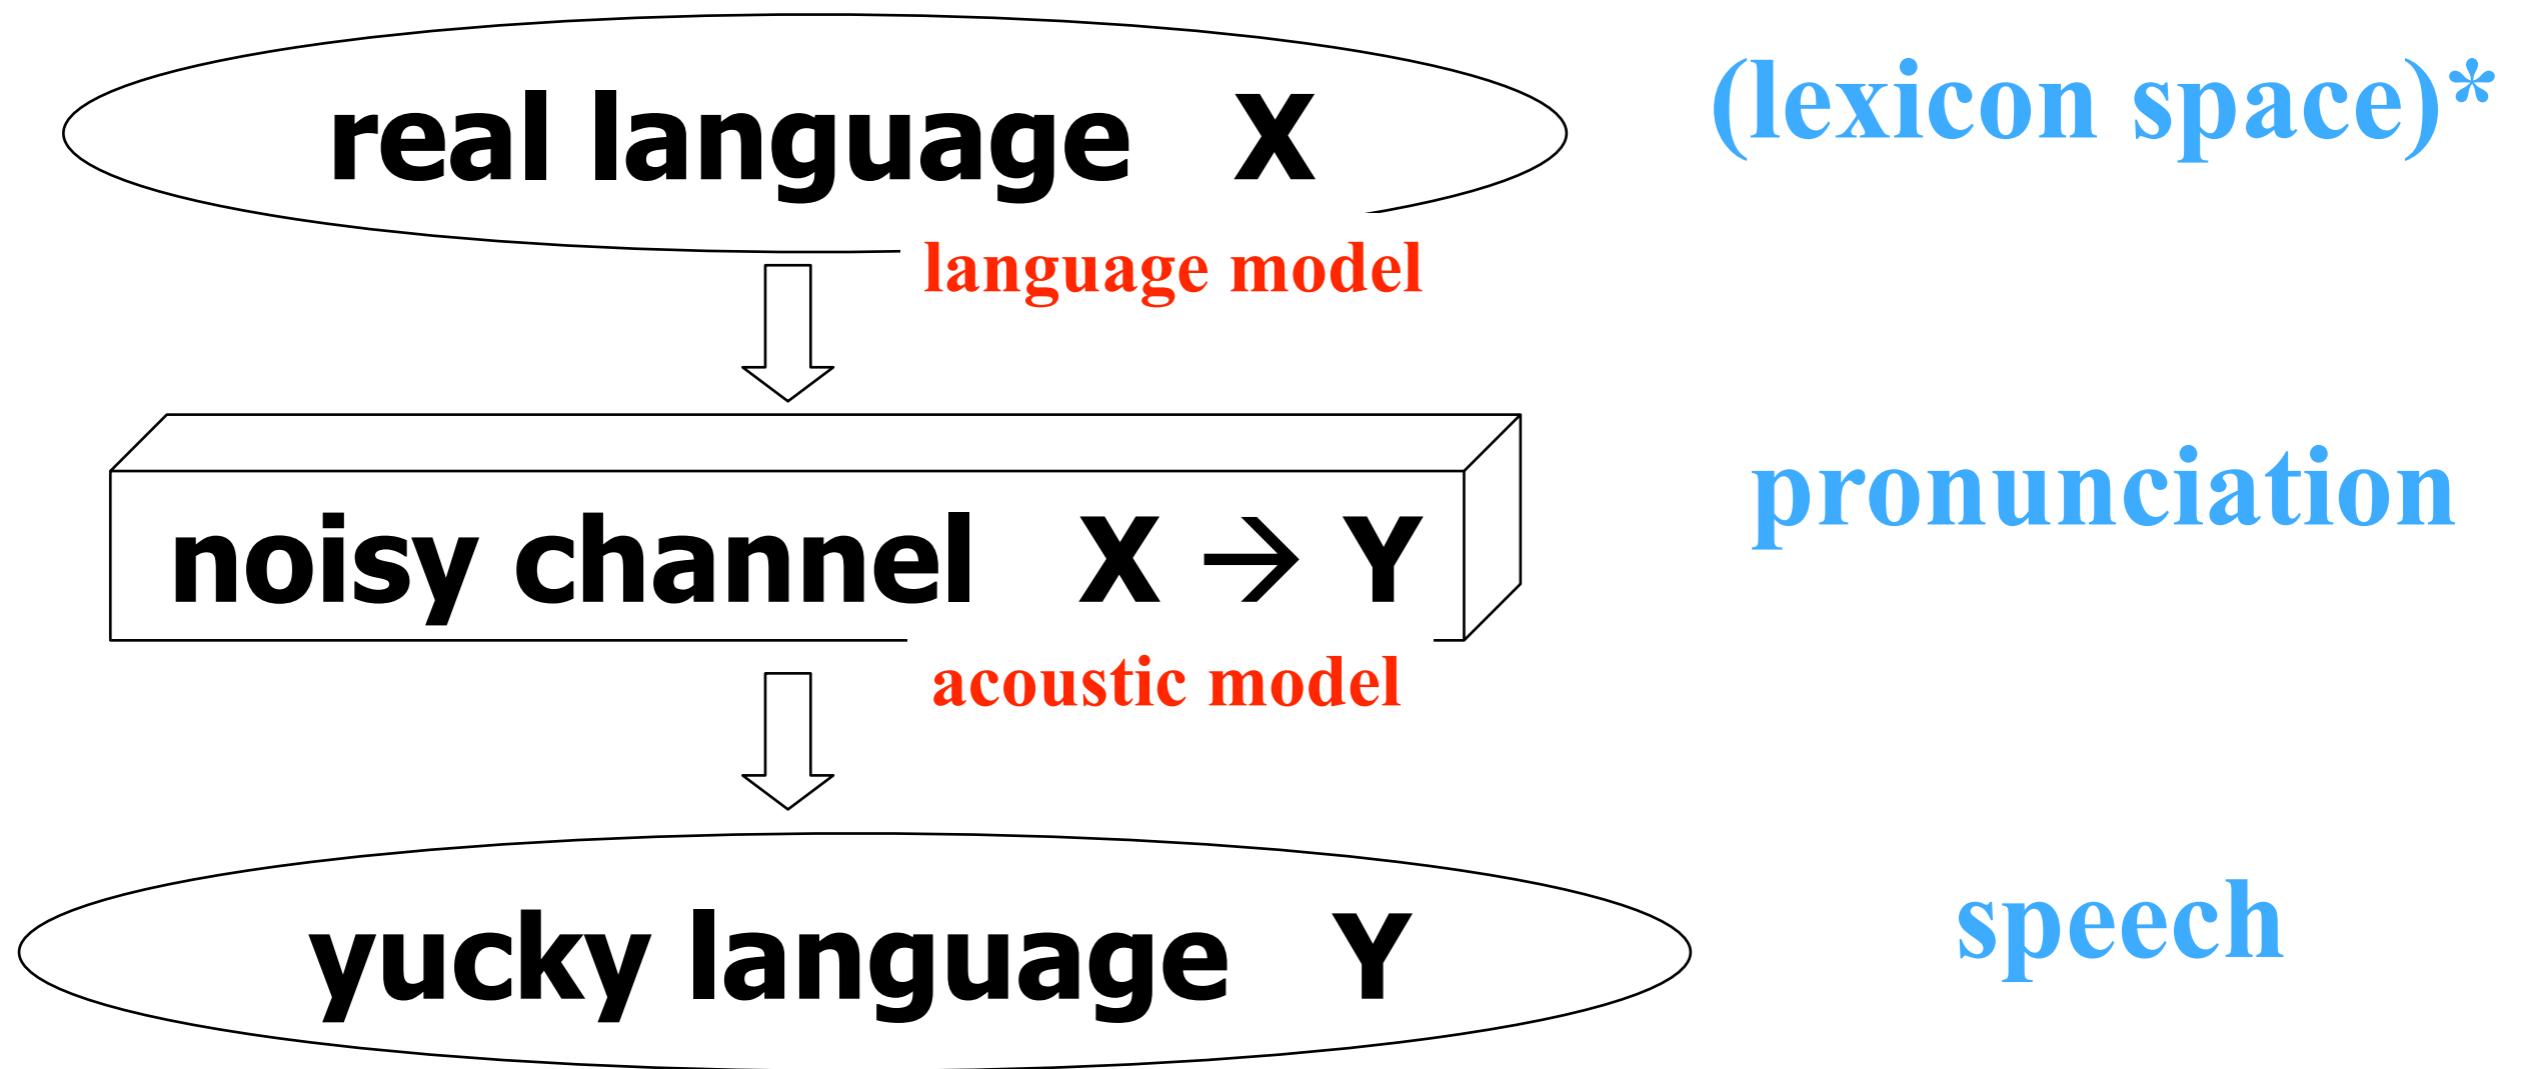 real language X (lexicon space)*
language model
noisy channel X → Y pronunciation
acoustic model
yucky language Y speech